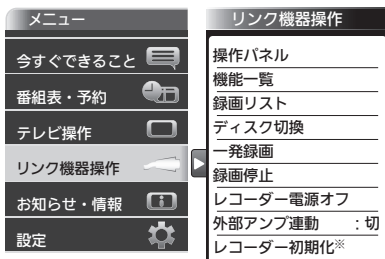 メニュー
今すぐできること
番組表・予約
テレビ操作
リンク機器操作
お知らせ・情報
設定
リンク機器操作
操作パネル
機能一覧
録画リスト
ディスク切換
一発録画
録画停止
レコーダー電源オフ
外部アンプ連動 :切
レコーダー初期化※